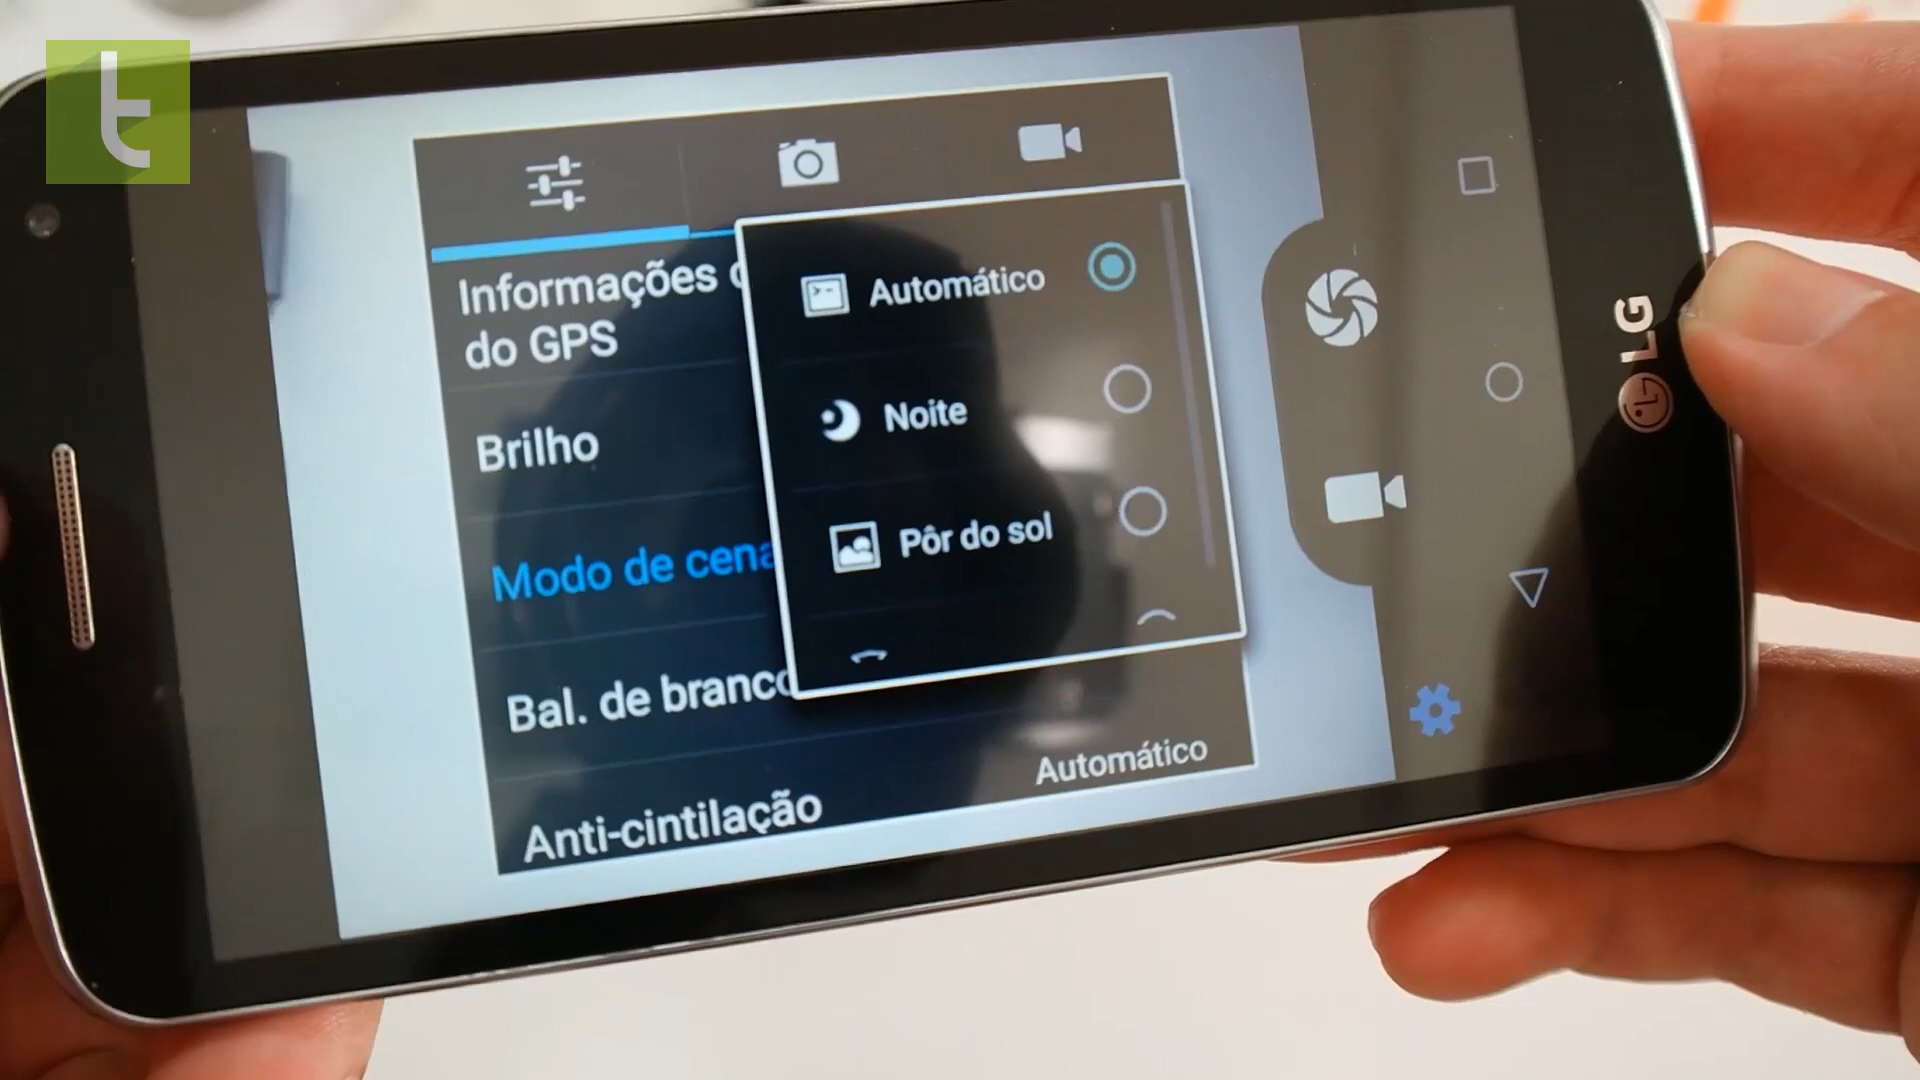 t
Informações
do GPS
Brilho
Modo de cena
Bal. de branco
Anti-cintilação
Automático
Noite
Pôr do sol
Automático
LG